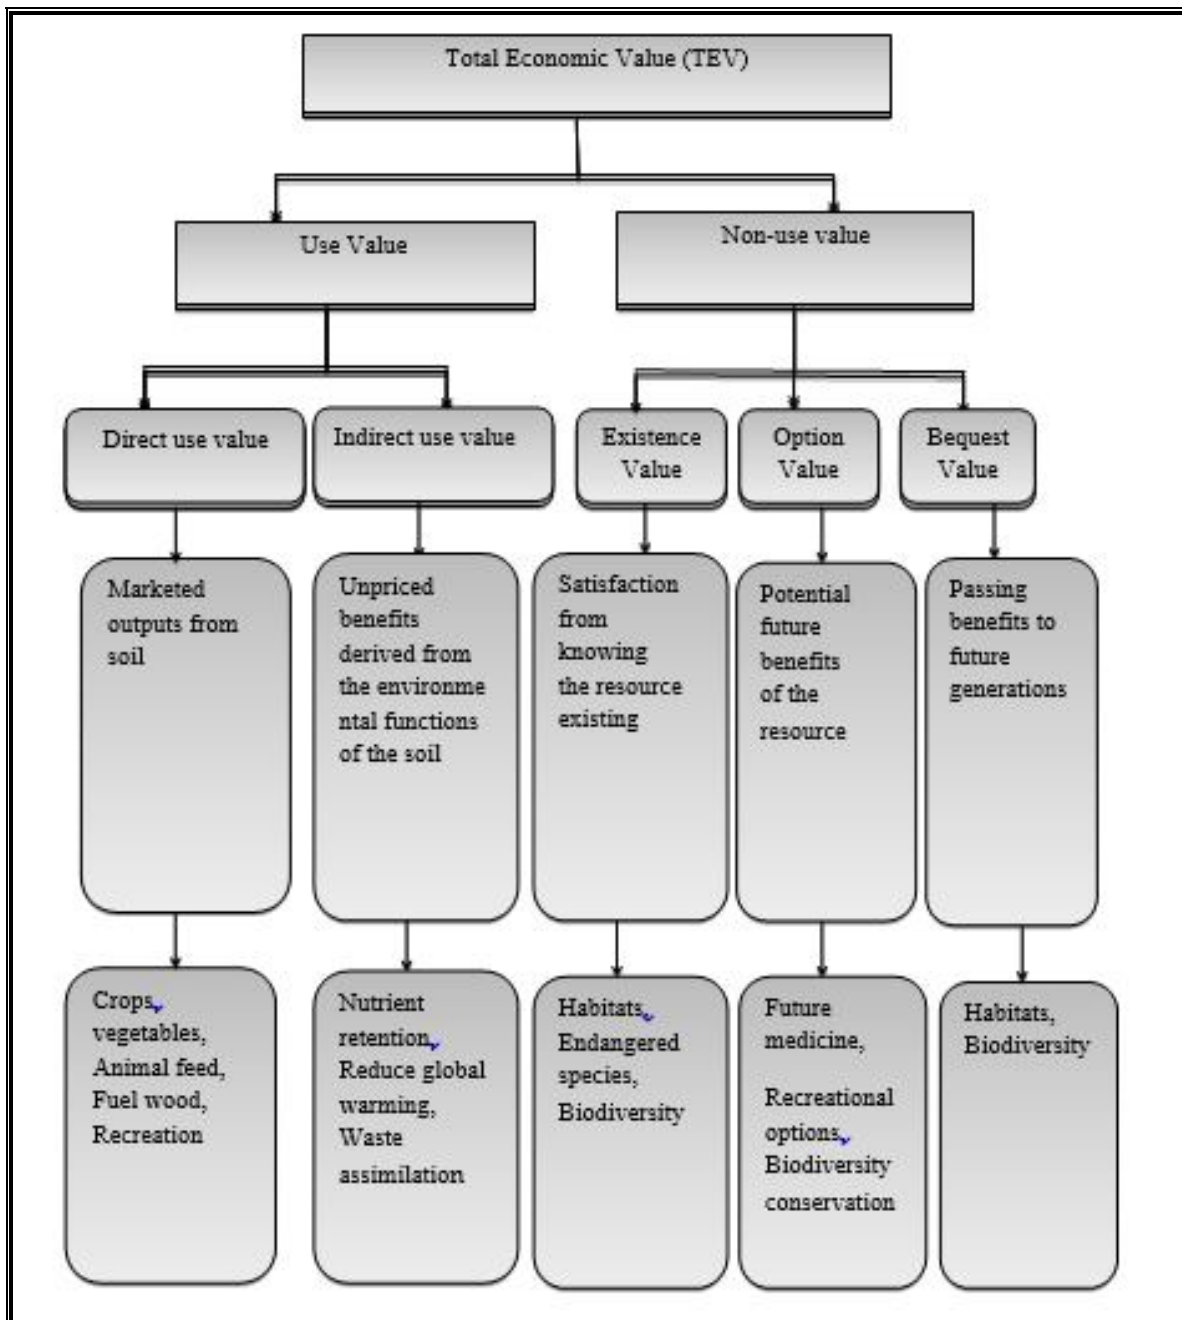 Total Economic Value (TEV)
Use Value
Non-use value
Direct use value
Indirect use value
Existence
Value
Option
Value
Bequest
Value
Marketed
outputs from
soil
Unpriced
benefits
derived from
the environme
ntal functions
of the soil
Satisfaction
from
knowing
the resource
existing
Potential
future
benefits
of the
resource
Passing
benefits to
future
generations
Crops,
vegetables,
Animal feed,
Fuel wood,
Recreation
Nutrient
retention,
Reduce global
warming,
Waste
assimilation
Habitats,
Endangered
species,
Biodiversity
Future
medicine,
Recreational
options,
Biodiversity
conservation
Habitats,
Biodiversity